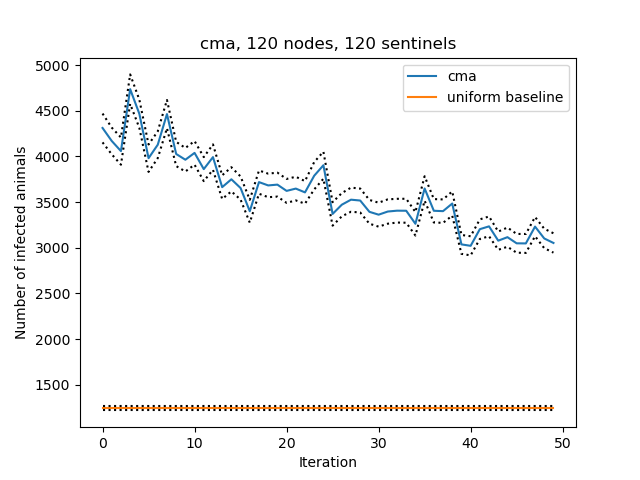 cma, 120 nodes, 120 sentinels
cma
uniform baseline
Number of infected animals
5000
4500
4000
3500
3000
2500
2000
1500
0 10 20 30 40 50
Iteration